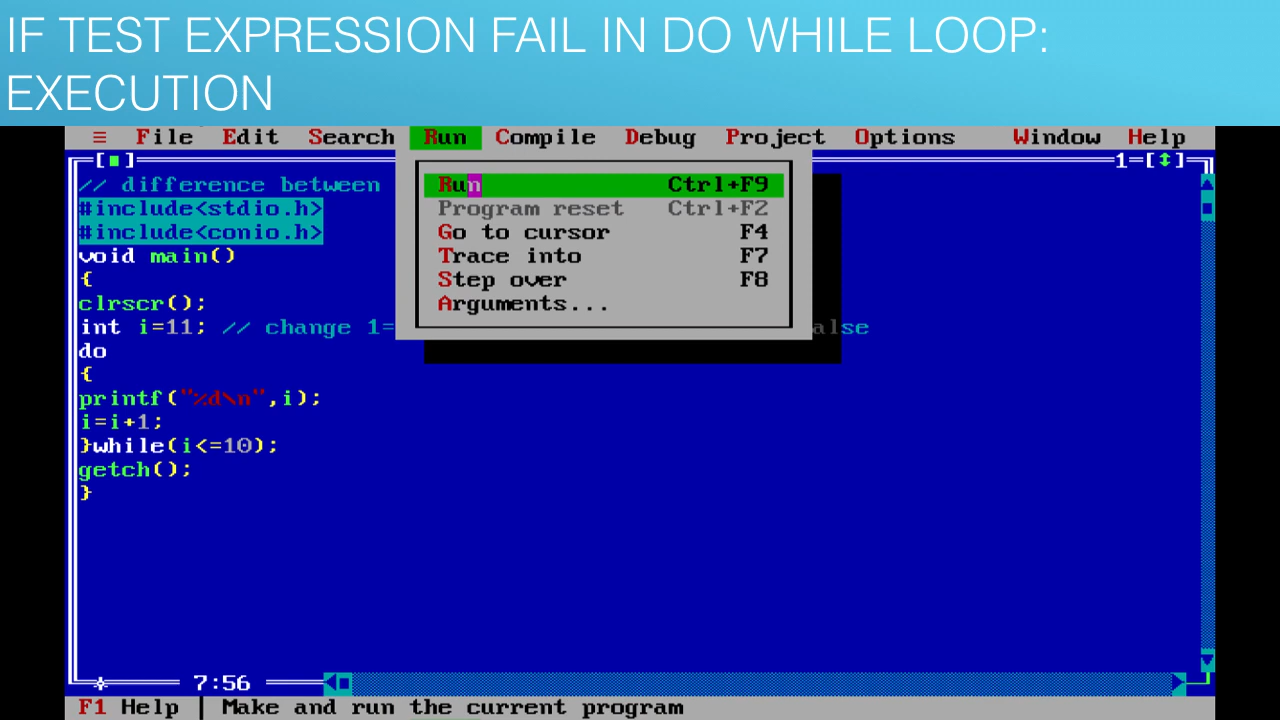 IF TEST EXPRESSION FAIL IN DO WHILE LOOP:
EXECUTION
≡ File Edit Search Run Compile Debug Project Options Window Help
[■] 1=[↕]
// difference between
Run Ctrl+F9
#include<stdio.h>
Program reset Ctrl+F2
#include<conio.h>
Go to cursor F4
void main()
Trace into F7
{
Step over F8
clrscr();
Arguments...
int i=11; // change 1= alse
do
{
printf("%d\n",i);
i=i+1;
}while(i<=10);
getch();
}
7:56
F1 Help | Make and run the current program